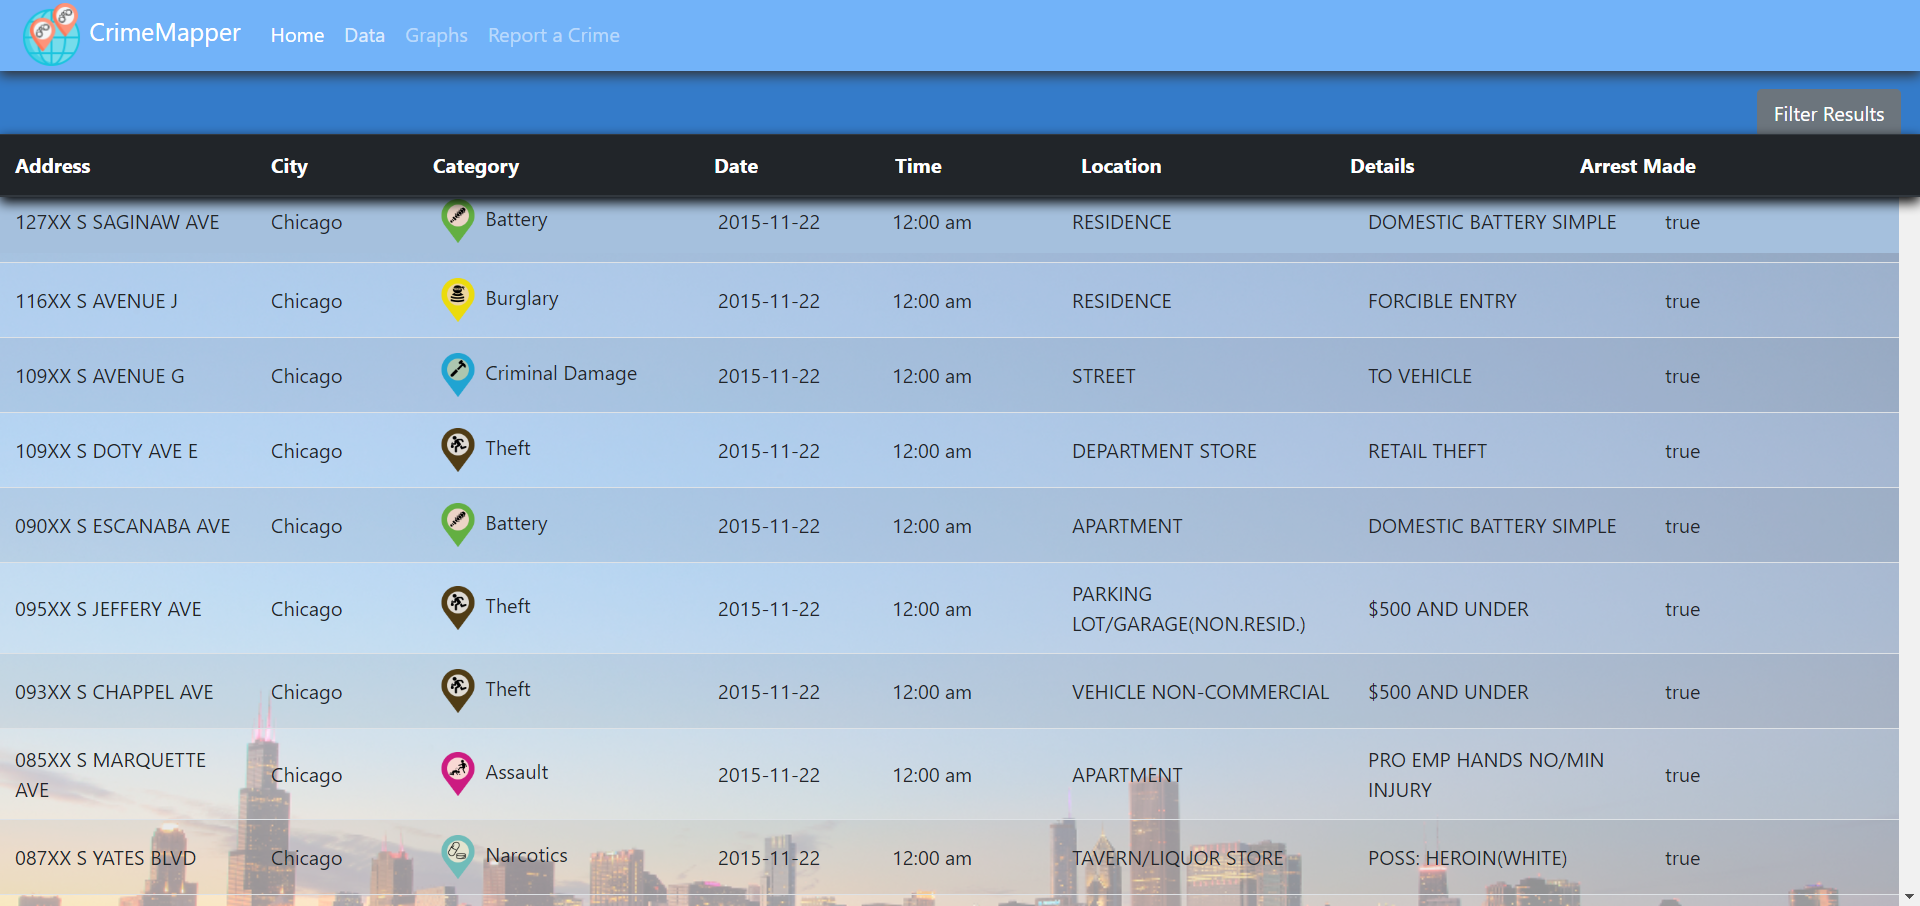 CrimeMapper Home Data Graphs Report a Crime
Filter Results
Address City Category Date Time Location Details Arrest Made
127XX S SAGINAW AVE Chicago Battery 2015-11-22 12:00 am RESIDENCE DOMESTIC BATTERY SIMPLE true
116XX S AVENUE J Chicago Burglary 2015-11-22 12:00 am RESIDENCE FORCIBLE ENTRY true
109XX S AVENUE G Chicago Criminal Damage 2015-11-22 12:00 am STREET TO VEHICLE true
109XX S DOTY AVE E Chicago Theft 2015-11-22 12:00 am DEPARTMENT STORE RETAIL THEFT true
090XX S ESCANABA AVE Chicago Battery 2015-11-22 12:00 am APARTMENT DOMESTIC BATTERY SIMPLE true
095XX S JEFFERY AVE Chicago Theft 2015-11-22 12:00 am PARKING
LOT/GARAGE(NON.RESID.) $500 AND UNDER true
093XX S CHAPPEL AVE Chicago Theft 2015-11-22 12:00 am VEHICLE NON-COMMERCIAL $500 AND UNDER true
085XX S MARQUETTE
AVE Chicago Assault 2015-11-22 12:00 am APARTMENT PRO EMP HANDS NO/MIN
INJURY true
087XX S YATES BLVD Chicago Narcotics 2015-11-22 12:00 am TAVERN/LIQUOR STORE POSS: HEROIN(WHITE) true